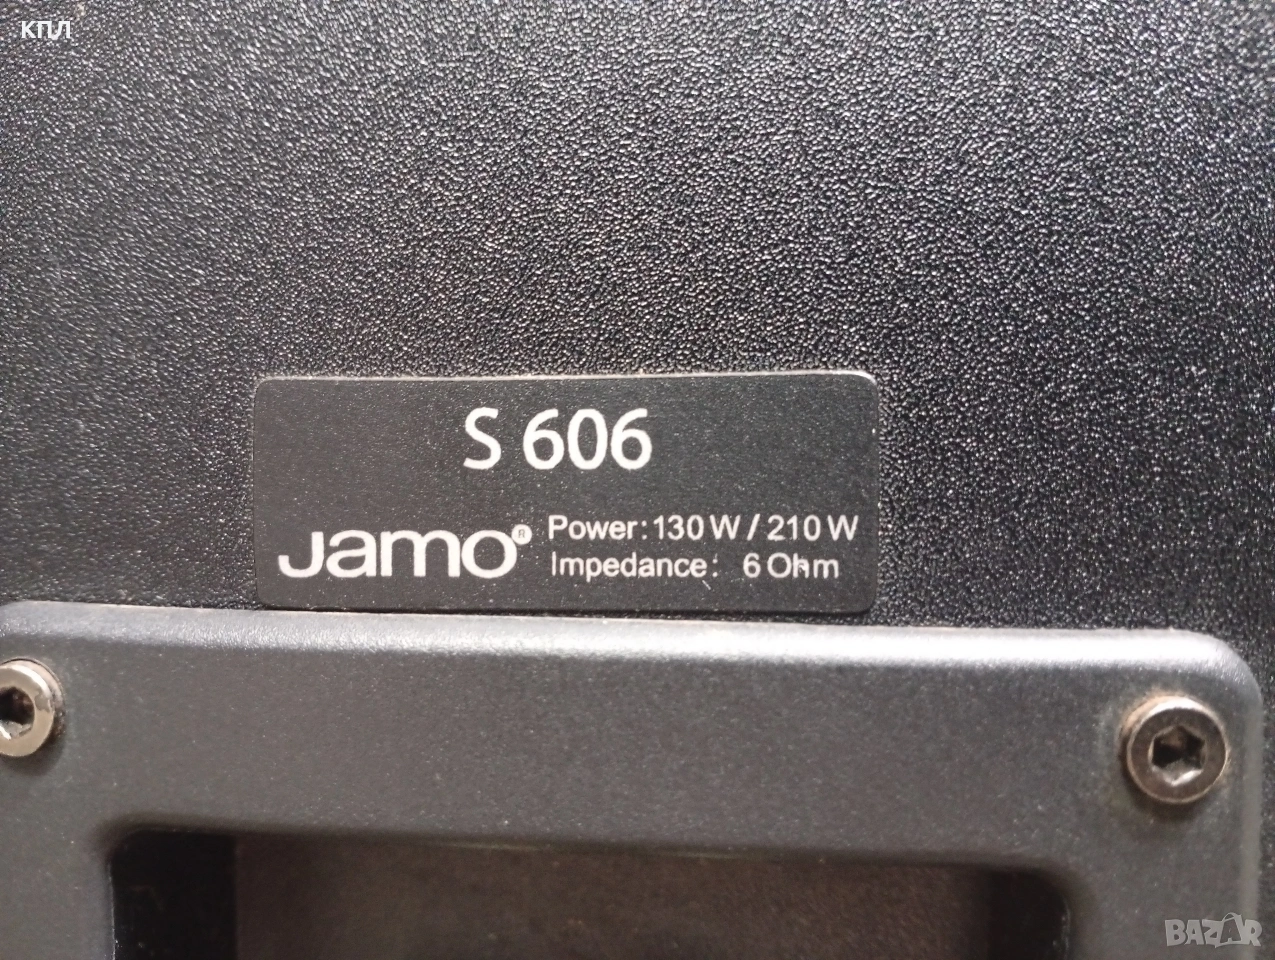 КПЛ
S 606
Jamo®
Power: 130 W / 210 W
Impedance: 6 Ohm
BAZAR